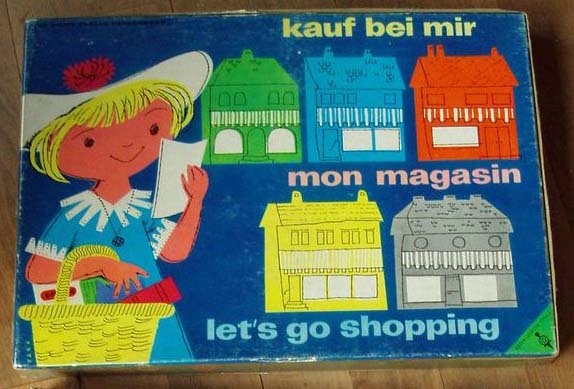 kauf bei mir
mon magasin
let's go shopping